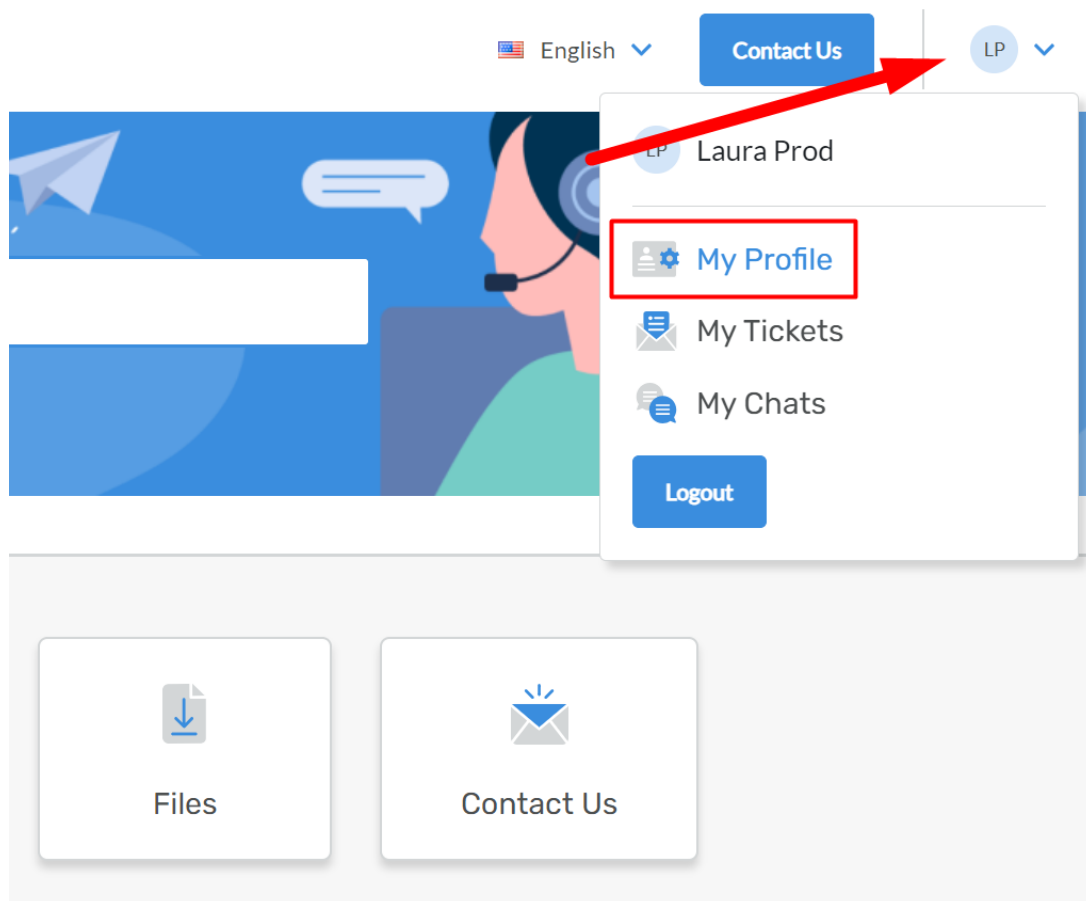 English
Contact Us
LP
LP
Laura Prod
My Profile
My Tickets
My Chats
Logout
Files
Contact Us